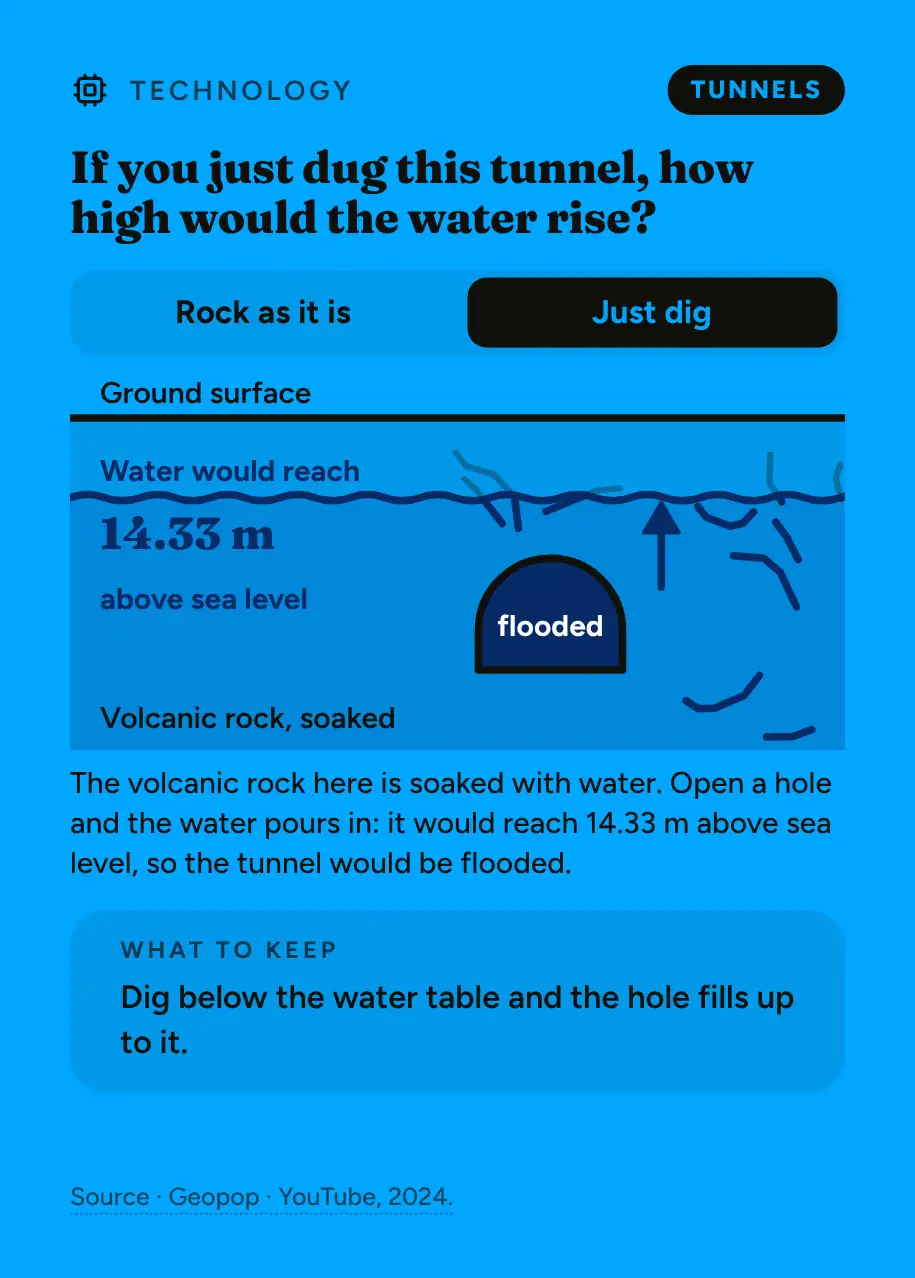 TECHNOLOGY
TUNNELS
If you just dug this tunnel, how
high would the water rise?
Rock as it is
Just dig
Ground surface
Water would reach
14.33 m
above sea level
flooded
Volcanic rock, soaked
The volcanic rock here is soaked with water. Open a hole
and the water pours in: it would reach 14.33 m above sea
level, so the tunnel would be flooded.
WHAT TO KEEP
Dig below the water table and the hole fills up
to it.
Source · Geopop · YouTube, 2024.